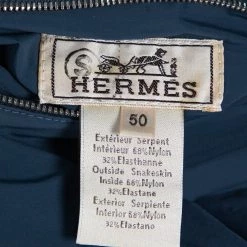 S
HERMES
50
Extérieur Serpent
Intérieur 68%Nylon
32%Elasthanne
Outside Snakeskin
Inside 68%Nylon
32%Elastane
Exterior Serpiente
Interior 68%Nylon
32%Elastano